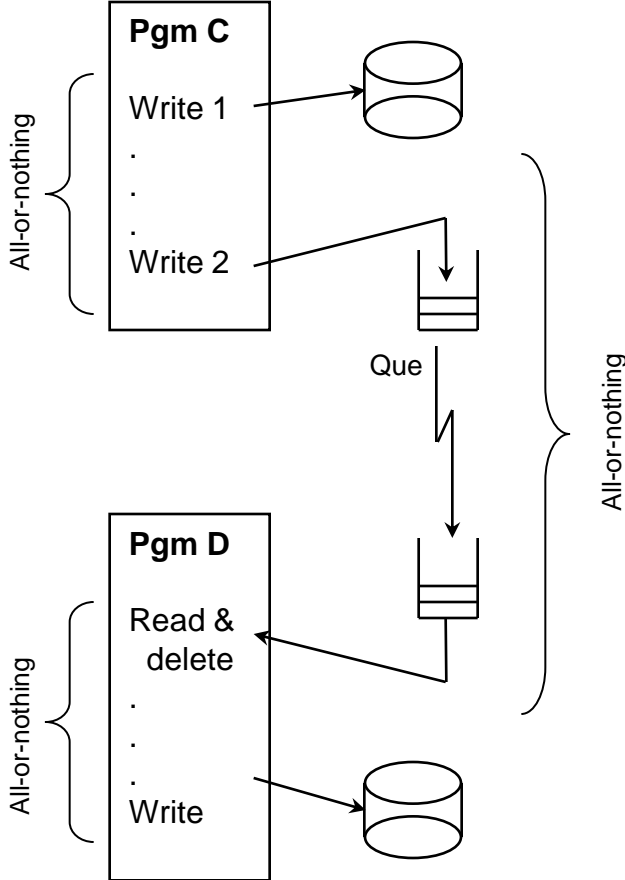 Pgm C
All-or-nothing
Write 1
.
.
.
Write 2
Que
All-or-nothing
Pgm D
All-or-nothing
Read &
delete
.
.
.
Write